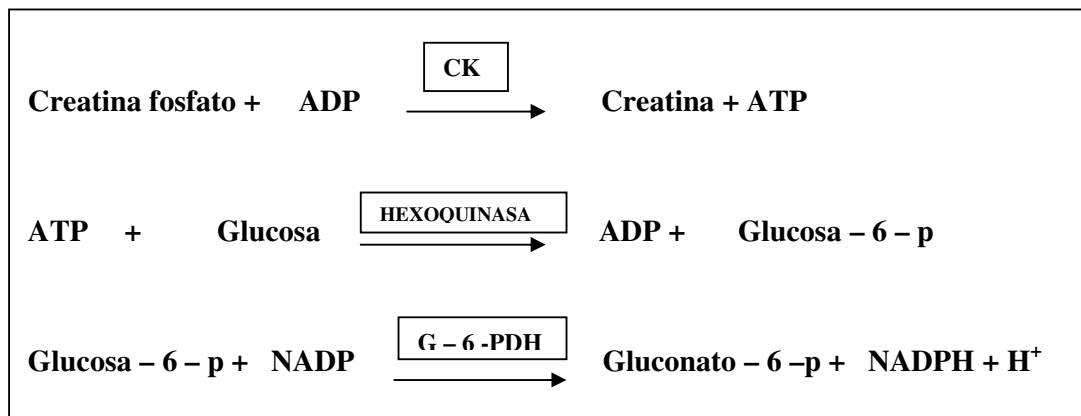 CK
Creatina fosfato + ADP Creatina + ATP
HEXOQUINASA
ATP + Glucosa ADP + Glucosa – 6 – p
G – 6 -PDH
Glucosa – 6 – p + NADP Gluconato – 6 –p + NADPH + H⁺